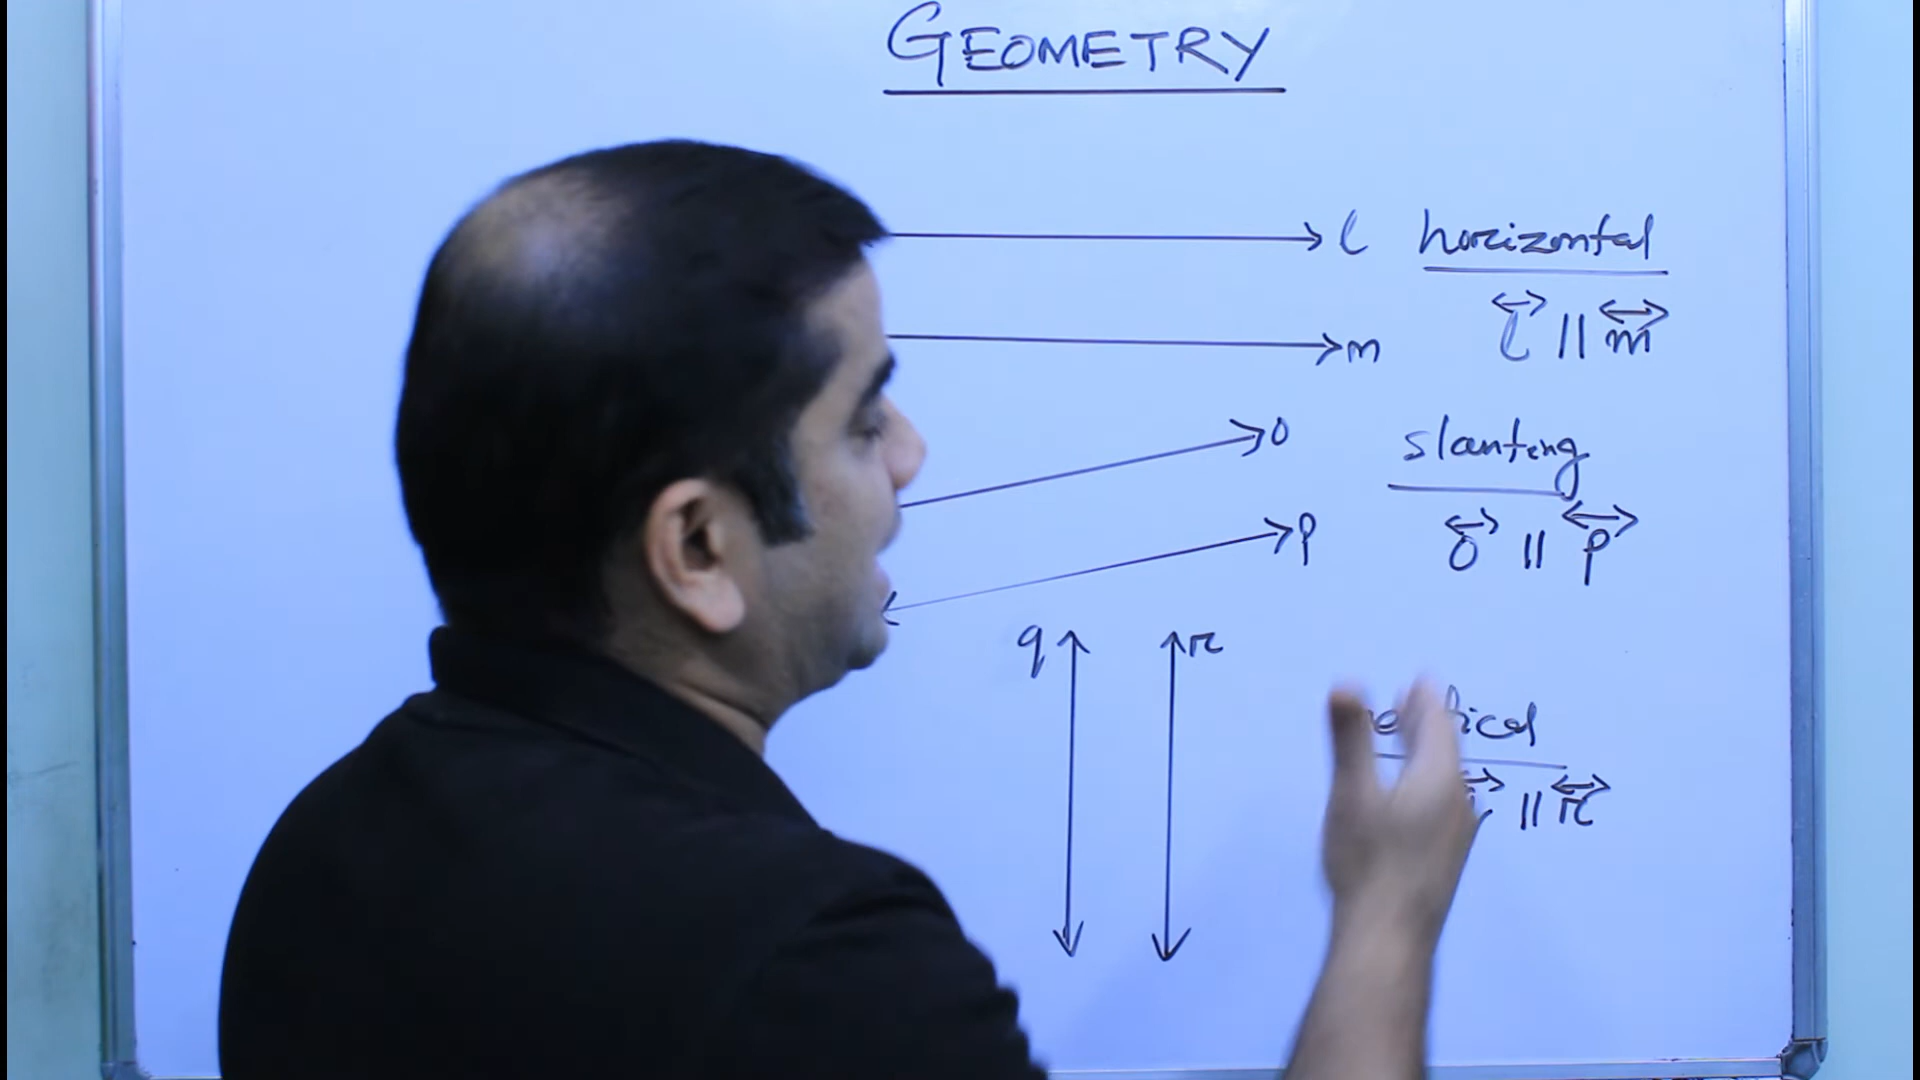 GEOMETRY
l horizontal
l || m
m
o
slanting
p
o || p
q r
|| r